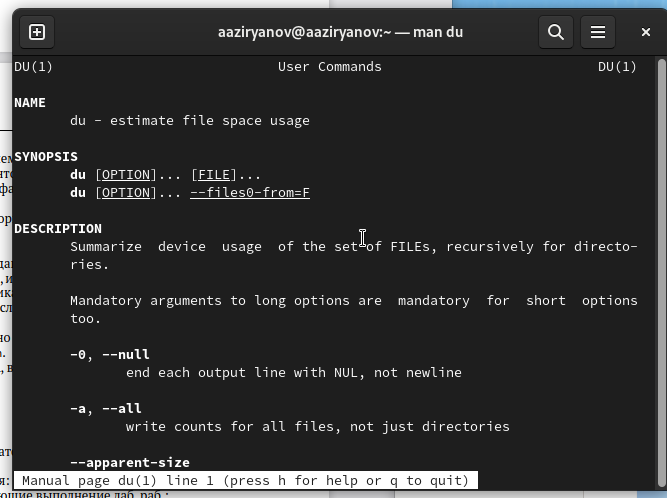 aaziryanov@aaziryanov:~ — man du
DU(1) User Commands DU(1)
NAME
du - estimate file space usage
SYNOPSIS
du [OPTION]... [FILE]...
du [OPTION]... --files0-from=F
DESCRIPTION
Summarize device usage of the set of FILEs, recursively for directo-
ries.
Mandatory arguments to long options are mandatory for short options
too.
-0, --null
end each output line with NUL, not newline
-a, --all
write counts for all files, not just directories
--apparent-size
Manual page du(1) line 1 (press h for help or q to quit)